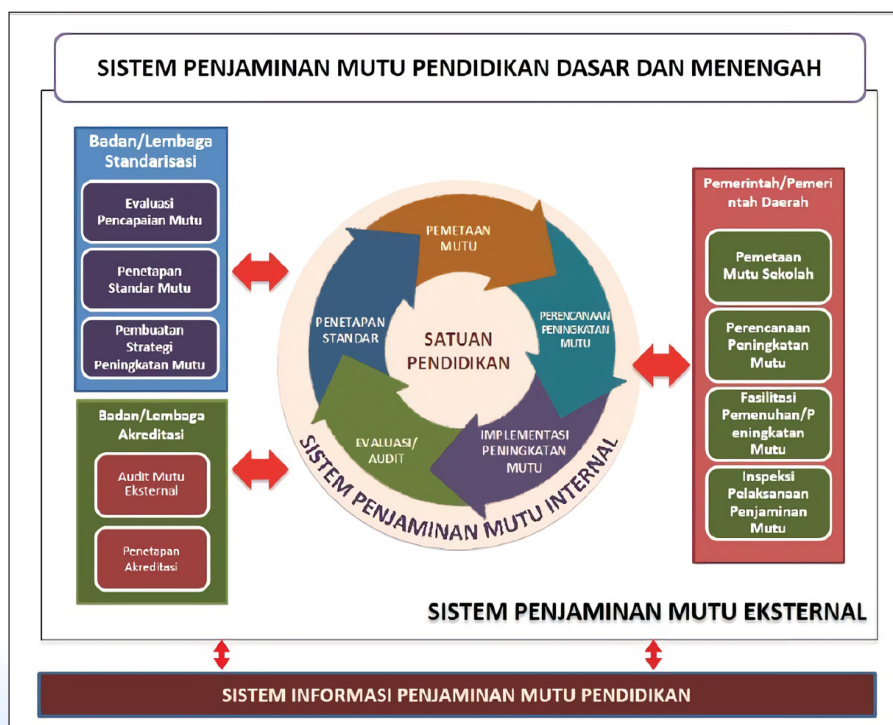 SISTEM PENJAMINAN MUTU PENDIDIKAN DASAR DAN MENENGAH
Badan/Lembaga
Standarisasi
Evaluasi
Pencapaian Mutu
Penetapan
Standar Mutu
Pembuatan
Strategi
Peningkatan Mutu
Badan/Lembaga
Akreditasi
Audit Mutu
Eksternal
Penetapan
Akreditasi
PEMETAAN
MUTU
PERENCANAAN
PENINGKATAN
MUTU
IMPLEMENTASI
PENINGKATAN
MUTU
EVALUASI/
AUDIT
PENETAPAN
STANDAR
SATUAN
PENDIDIKAN
SISTEM PENJAMINAN MUTU INTERNAL
Pemerintah/Pemeri
ntah Daerah
Pemetaan
Mutu Sekolah
Perencanaan
Peningkatan
Mutu
Fasilitasi
Pemenuhan/P
eningkatan
Mutu
Inspeksi
Pelaksanaan
Penjaminan
Mutu
SISTEM PENJAMINAN MUTU EKSTERNAL
SISTEM INFORMASI PENJAMINAN MUTU PENDIDIKAN